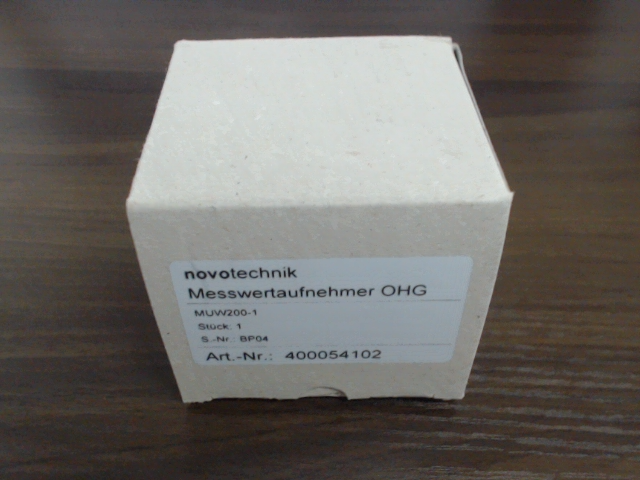 novotechnik
Messwertaufnehmer OHG
MUW200-1
Stück: 1
S.-Nr.: BP04
Art.-Nr.: 400054102